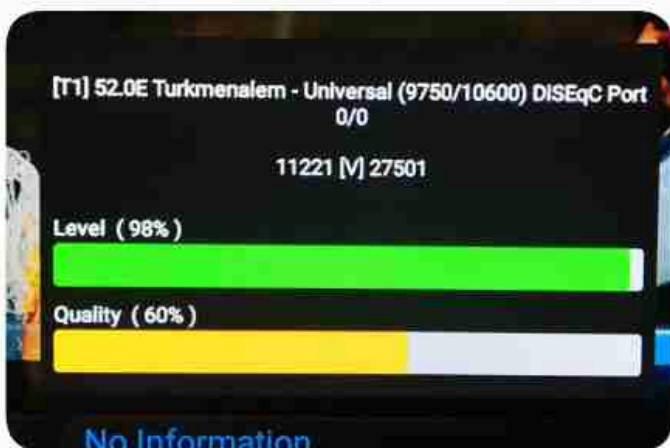 [T1] 52.0E Turkmenalem - Universal (9750/10600) DiSEqC Port
0/0
11221 [V] 27501
Level ( 98% )
Quality ( 60% )
No Information